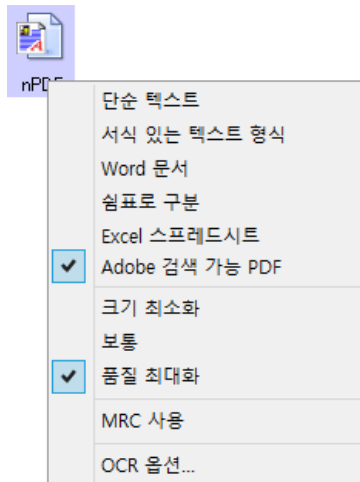 nPDF
단순 텍스트
서식 있는 텍스트 형식
Word 문서
쉼표로 구분
Excel 스프레드시트
Adobe 검색 가능 PDF
크기 최소화
보통
품질 최대화
MRC 사용
OCR 옵션...